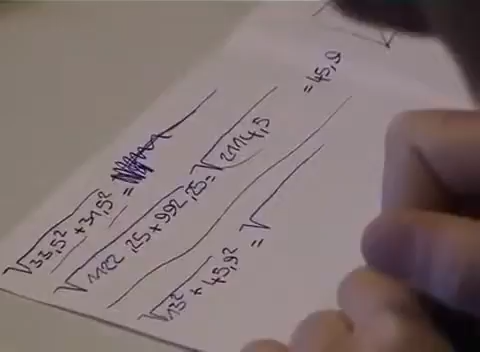 √33,5² + 31,5² =
√1122,25 + 992,25 = √2114,5 = 45,9
√13² + 45,9² = √